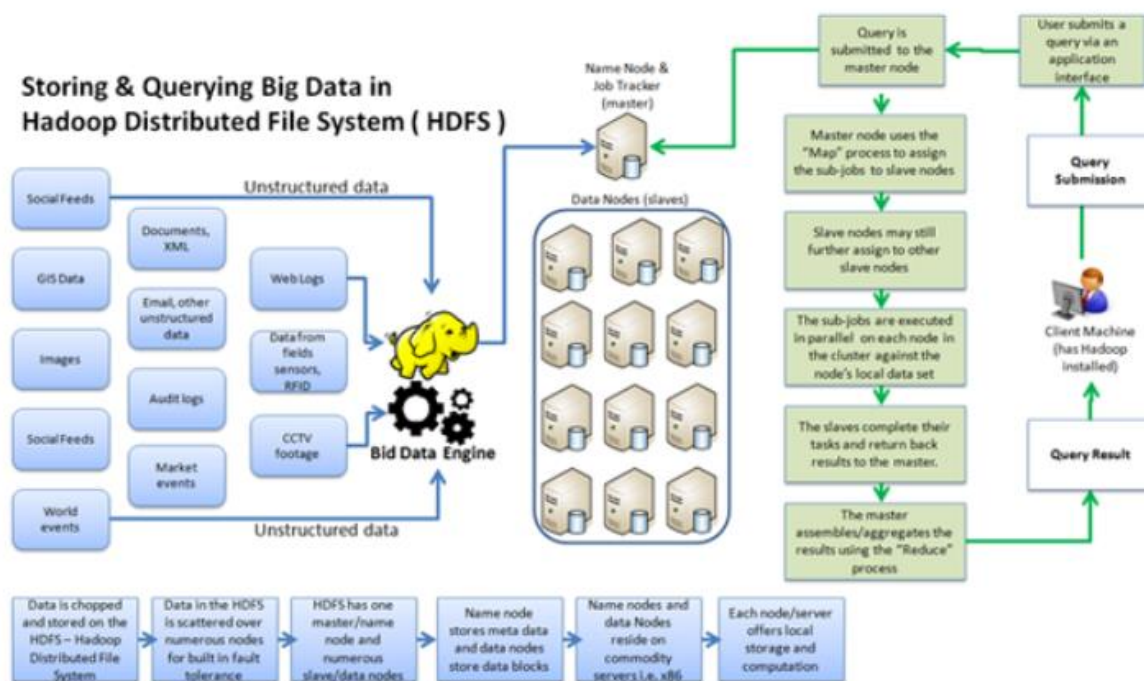 Storing & Querying Big Data in
Hadoop Distributed File System ( HDFS )
Social Feeds
GIS Data
Images
Social Feeds
World
events
Documents,
XML
Email, other
unstructured
data
Audit logs
Market
events
Web Logs
Data from
fields
sensors,
RFID
CCTV
footage
Unstructured data
Bid Data Engine
Unstructured data
Name Node &
Job Tracker
(master)
Data Nodes (slaves)
User submits a
query via an
application
interface
Query is
submitted to the
master node
Master node uses the
“Map” process to assign
the sub-jobs to slave nodes
Slave nodes may still
further assign to other
slave nodes
The sub-jobs are executed
in parallel on each node in
the cluster against the
node's local data set
The slaves complete their
tasks and return back
results to the master.
The master
assembles/aggregates the
results using the “Reduce”
process
Query
Submission
Client Machine
(has Hadoop
installed)
Query Result
Data is chopped
and stored on the
HDFS – Hadoop
Distributed File
System
Data in the HDFS
is scattered over
numerous nodes
for built in fault
tolerance
HDFS has one
master/name
node and
numerous
slave/data nodes
Name node
stores meta data
and data nodes
store data blocks
Name nodes and
data Nodes
reside on
commodity
servers i.e. x86
Each node/server
offers local
storage and
computation